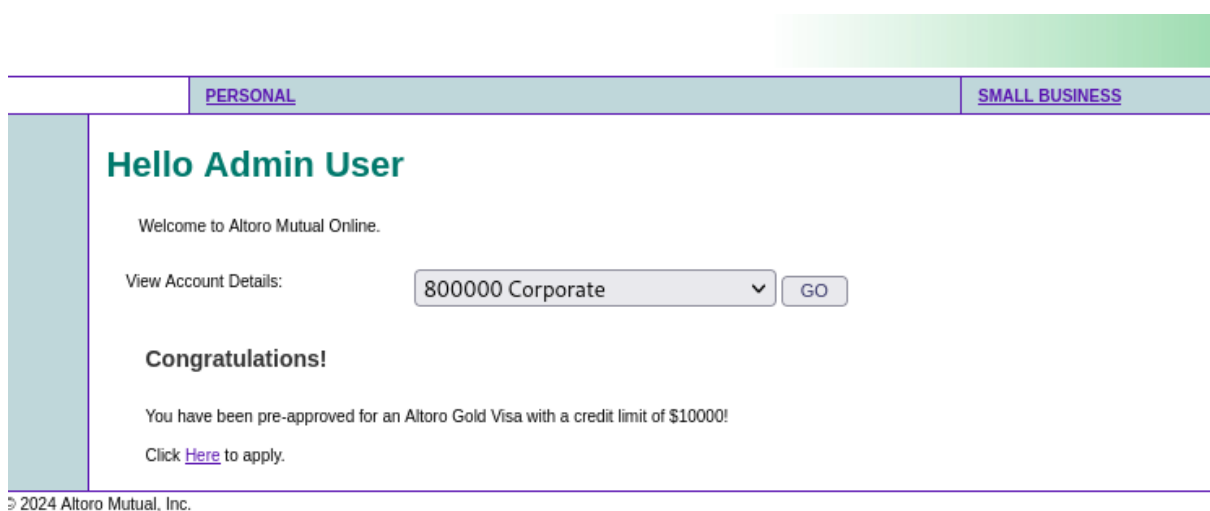 PERSONAL SMALL BUSINESS
Hello Admin User
Welcome to Altoro Mutual Online.
View Account Details: 800000 Corporate GO
Congratulations!
You have been pre-approved for an Altoro Gold Visa with a credit limit of $10000!
Click Here to apply.
© 2024 Altoro Mutual, Inc.